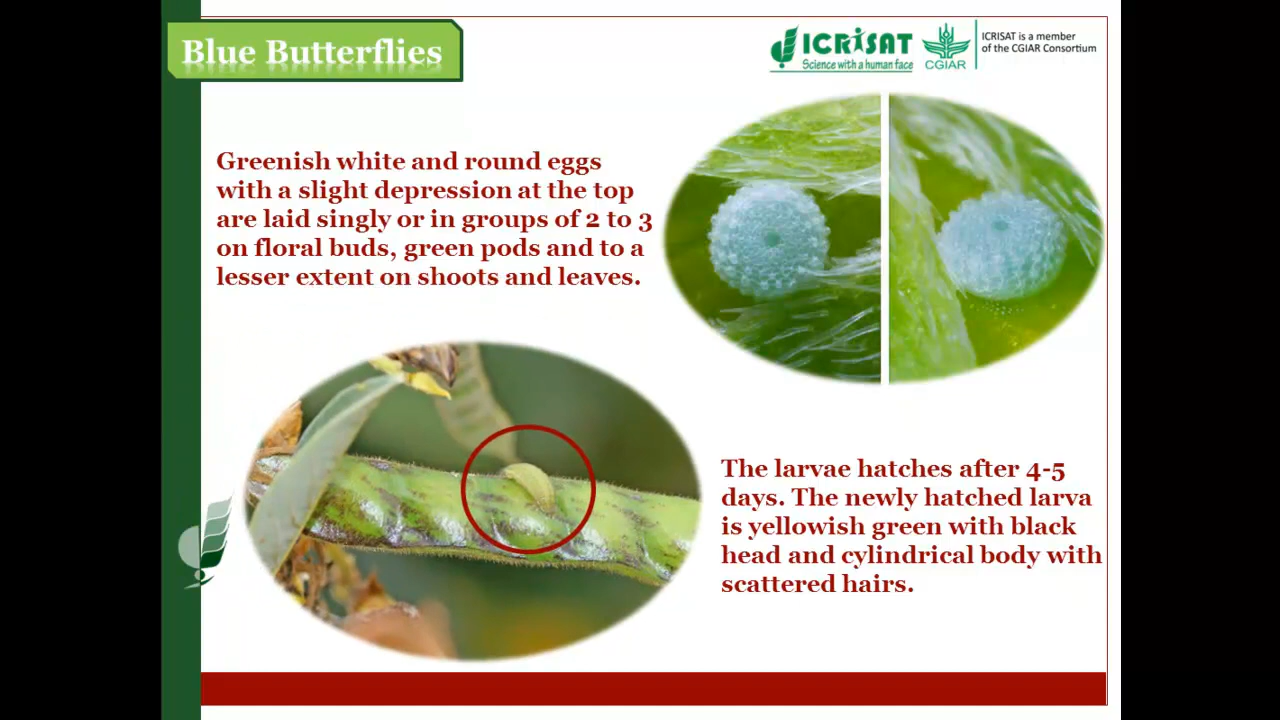 Blue Butterflies
ICRISAT
Science with a human face
CGIAR
ICRISAT is a member
of the CGIAR Consortium
Greenish white and round eggs
with a slight depression at the top
are laid singly or in groups of 2 to 3
on floral buds, green pods and to a
lesser extent on shoots and leaves.
The larvae hatches after 4-5
days. The newly hatched larva
is yellowish green with black
head and cylindrical body with
scattered hairs.